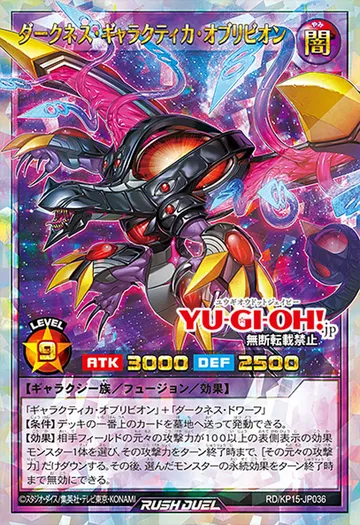 ダークネス・ギャラクティカ・オブリビオン
やみ
闇
ユウギオウドットジェイピー
YU-GI-OH!.jp
無断転載禁止
LEVEL
9
ATK 3000 DEF 2500
【ギャラクシー族／フュージョン／効果】
「ギャラクティカ・オブリビオン」+「ダークネス・ドワーフ」
【条件】デッキの一番上のカードを墓地へ送って発動できる。
【効果】相手フィールドの元々の攻撃力が100以上の表側表示の効果
モンスター1体を選び、その攻撃力をターン終了時まで、［その元々の攻撃
力］だけダウンする。その後、選んだモンスターの永続効果をターン終了時
まで無効にできる。
©スタジオ・ダイス/集英社・テレビ東京・KONAMI
RUSH DUEL
RD/KP15-JP036